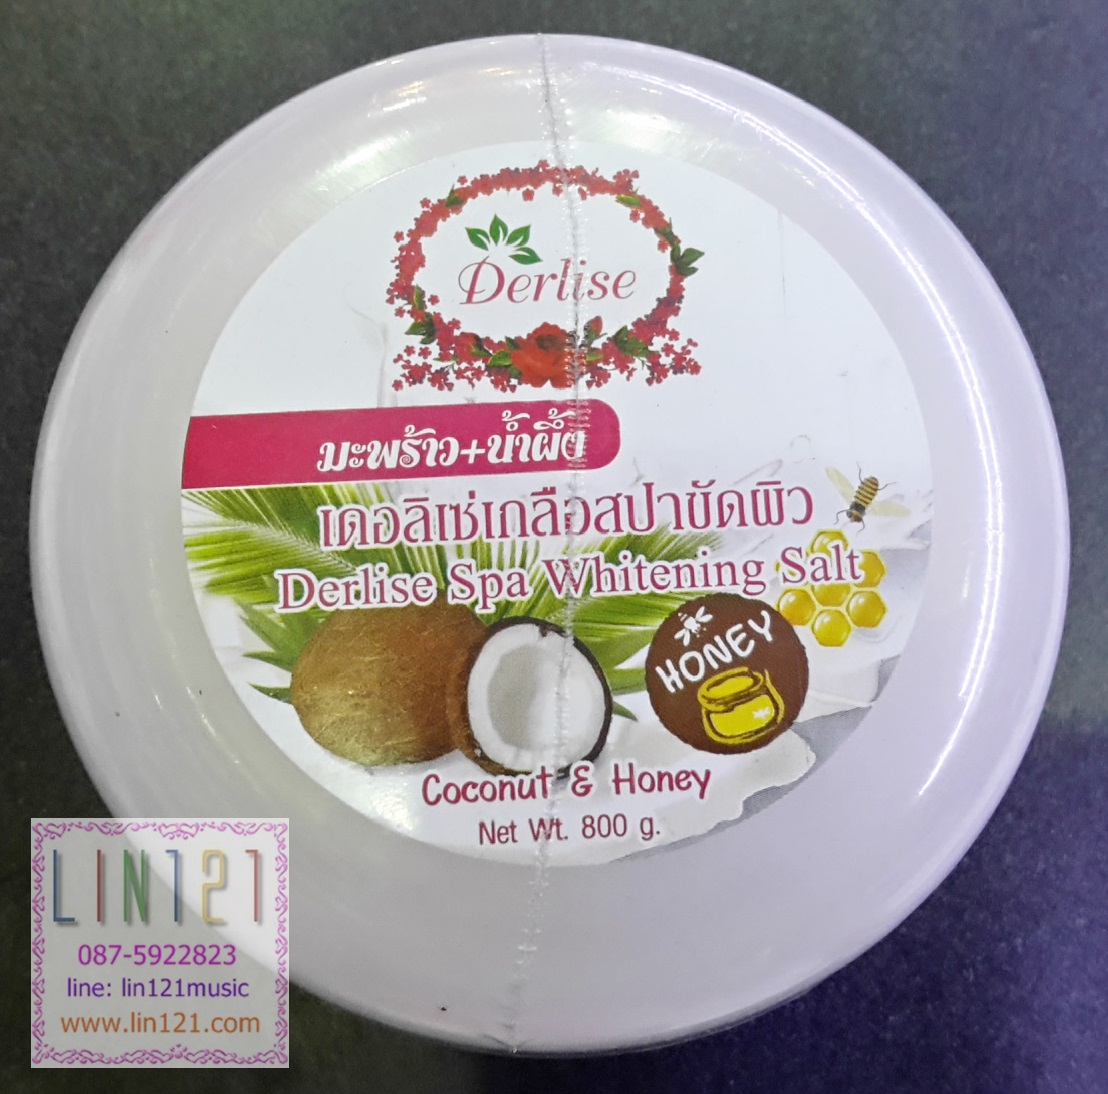 Derlise
มะพร้าว+น้ำผึ้ง
เดอลิเซ่เกลือสปาขัดผิว
Derlise Spa Whitening Salt
HONEY
Coconut & Honey
Net Wt. 800 g.
LIN121
087-5922823
line: lin121music
www.lin121.com